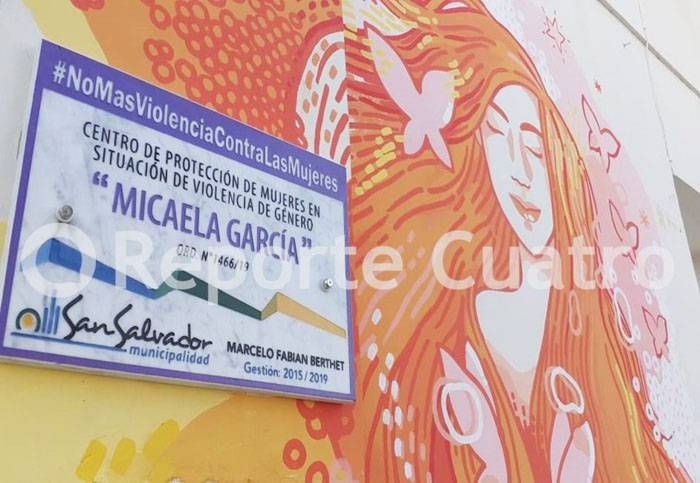 #NoMasViolenciaContraLasMujeres
CENTRO DE PROTECCIÓN DE MUJERES EN
SITUACIÓN DE VIOLENCIA DE GÉNERO
“ MICAELA GARCÍA ”
ORD. N°1466/19
Reporte Cuatro
San Salvador
municipalidad
MARCELO FABIAN BERTHET
Gestión: 2015 / 2019